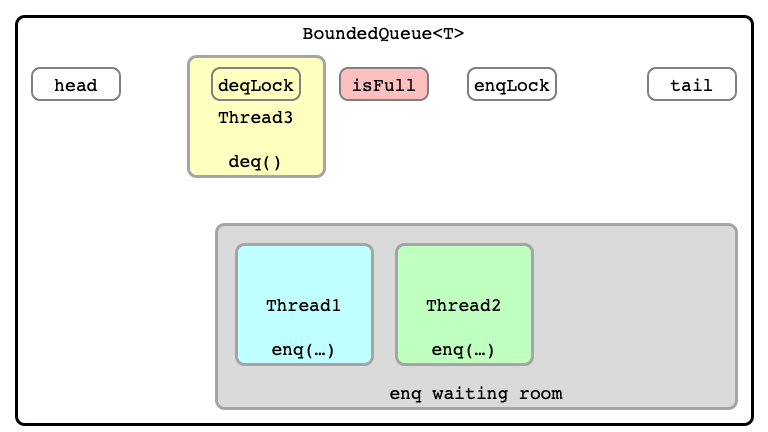 BoundedQueue<T>
head
deqLock
isFull
enqLock
tail
Thread3
deq()
Thread1
Thread2
enq(…)
enq(…)
enq waiting room